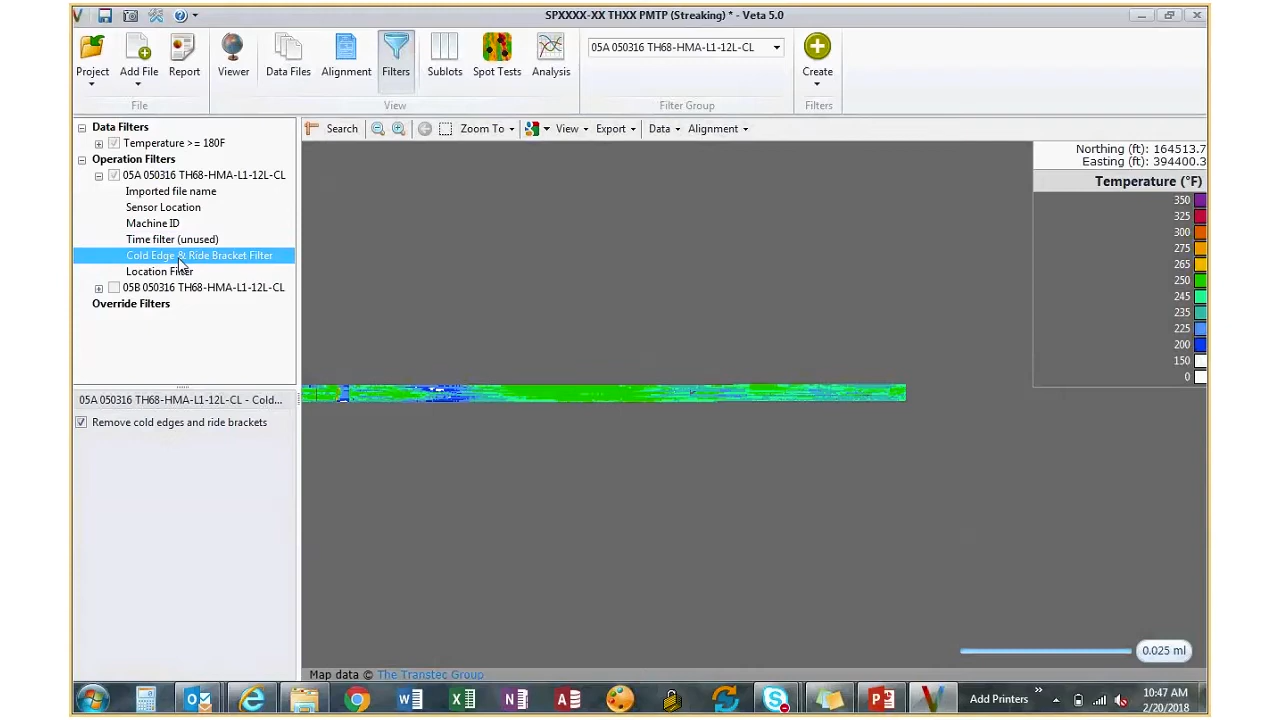 SPXXXX-XX THXX PMTP (Streaking) * - Veta 5.0
Project
Add File
Report
Viewer
Data Files
Alignment
Filters
Sublots
Spot Tests
Analysis
05A 050316 TH68-HMA-L1-12L-CL
Create
File
View
Filter Group
Filters
Data Filters
Temperature >= 180F
Operation Filters
05A 050316 TH68-HMA-L1-12L-CL
Imported file name
Sensor Location
Machine ID
Time filter (unused)
Cold Edge & Ride Bracket Filter
Location Filter
05B 050316 TH68-HMA-L1-12L-CL
Override Filters
05A 050316 TH68-HMA-L1-12L-CL - Cold...
Remove cold edges and ride brackets
Search
Zoom To
View
Export
Data
Alignment
Northing (ft): 164513.7
Easting (ft): 394400.3
Temperature (°F)
350
325
300
275
265
250
245
235
225
200
150
0
0.025 ml
Map data © The Transtec Group
Add Printers
10:47 AM
2/20/2018